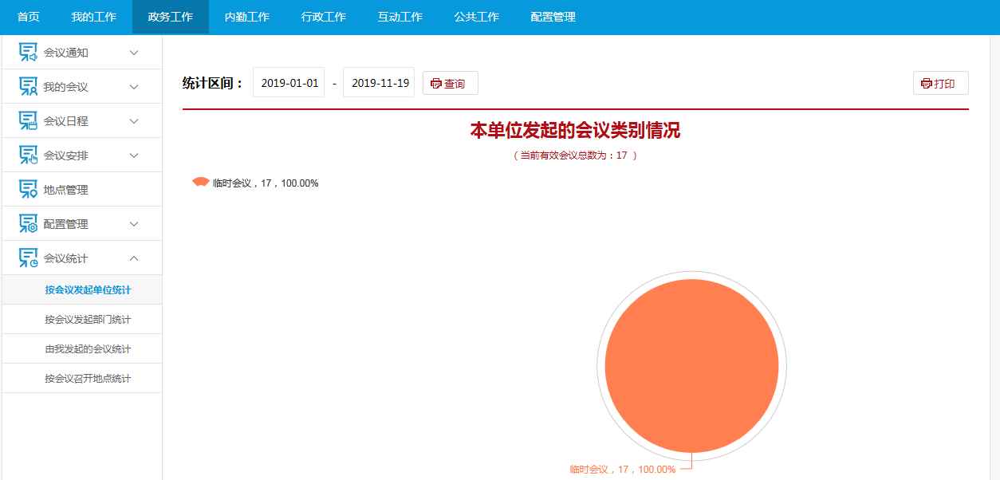 首页 我的工作 政务工作 内勤工作 行政工作 互动工作 公共工作 配置管理
会议通知
我的会议
会议日程
会议安排
地点管理
配置管理
会议统计
按会议发起单位统计
按会议发起部门统计
由我发起的会议统计
按会议召开地点统计
统计区间： 2019-01-01 - 2019-11-19 查询 打印
本单位发起的会议类别情况
（ 当前有效会议总数为：17 ）
临时会议，17，100.00%
临时会议，17，100.00%